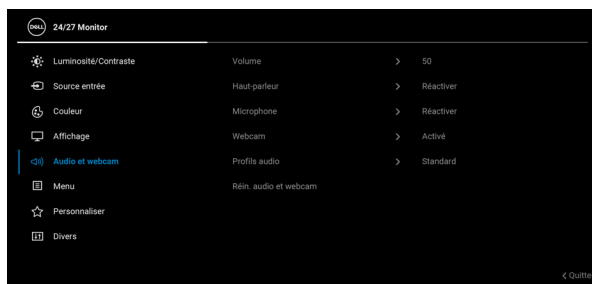 DELL 24/27 Monitor
Luminosité/Contraste Volume 50
Source entrée Haut-parleur Réactiver
Couleur Microphone Réactiver
Affichage Webcam Activé
Audio et webcam Profils audio Standard
Menu Réin. audio et webcam
Personnaliser
Divers
Quitte